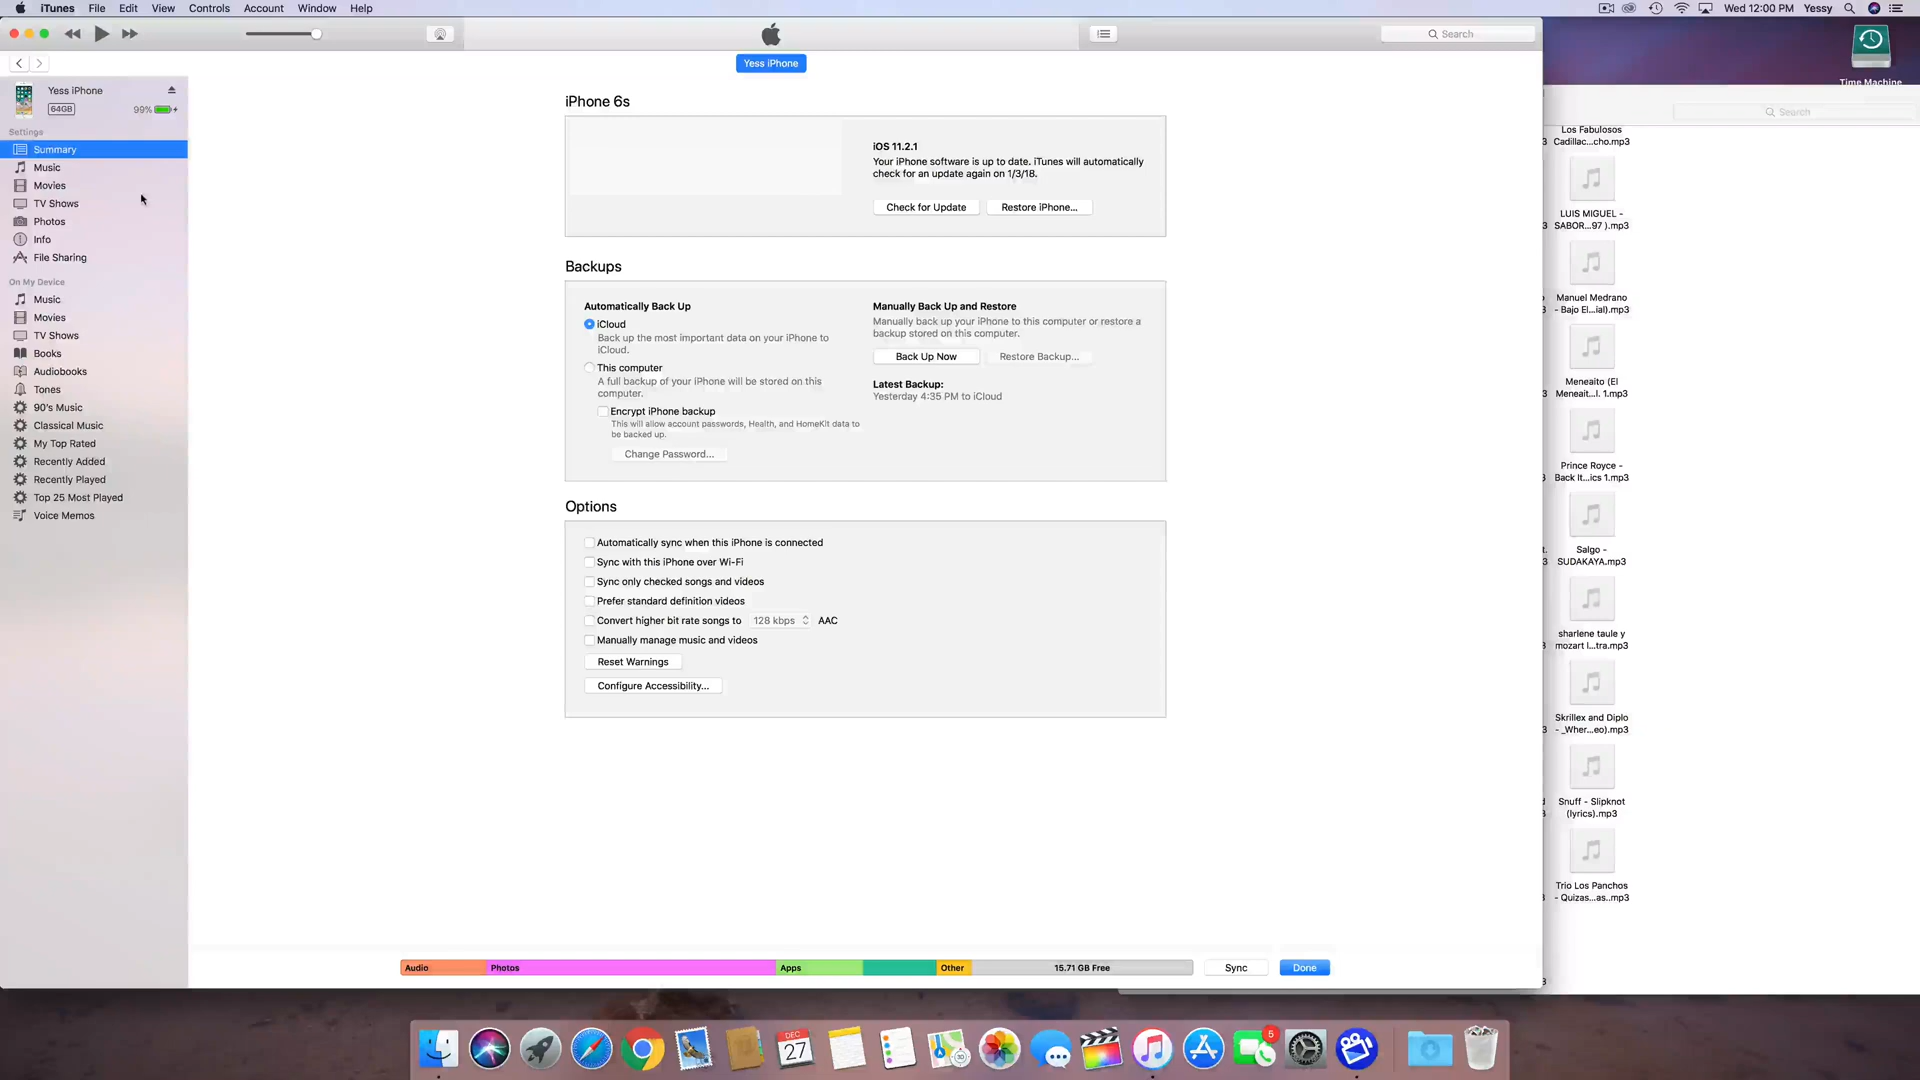 iTunes File Edit View Controls Account Window Help
Wed 12:00 PM Yessy
Search
Yess iPhone
Time Machine
Search
Yess iPhone
64GB
99%
Settings
Summary
Music
Movies
TV Shows
Photos
Info
File Sharing
On My Device
Music
Movies
TV Shows
Books
Audiobooks
Tones
90's Music
Classical Music
My Top Rated
Recently Added
Recently Played
Top 25 Most Played
Voice Memos
iPhone 6s
iOS 11.2.1
Your iPhone software is up to date. iTunes will automatically
check for an update again on 1/3/18.
Check for Update
Restore iPhone...
Backups
Automatically Back Up
iCloud
Back up the most important data on your iPhone to
iCloud.
This computer
A full backup of your iPhone will be stored on this
computer.
Encrypt iPhone backup
This will allow account passwords, Health, and HomeKit data to
be backed up.
Change Password...
Manually Back Up and Restore
Manually back up your iPhone to this computer or restore a
backup stored on this computer.
Back Up Now
Restore Backup...
Latest Backup:
Yesterday 4:35 PM to iCloud
Options
Automatically sync when this iPhone is connected
Sync with this iPhone over Wi-Fi
Sync only checked songs and videos
Prefer standard definition videos
Convert higher bit rate songs to 128 kbps AAC
Manually manage music and videos
Reset Warnings
Configure Accessibility...
Audio
Photos
Apps
Other
15.71 GB Free
Sync
Done
Los Fabulosos
Cadillac...cho.mp3
LUIS MIGUEL -
SABOR...97 ).mp3
Manuel Medrano
- Bajo El...ial).mp3
Meneaito (El
Meneait...l. 1.mp3
Prince Royce -
Back It...ics 1.mp3
Salgo -
SUDAKAYA.mp3
sharlene taule y
mozart l...tra.mp3
Skrillex and Diplo
- _Wher...eo).mp3
Snuff - Slipknot
(lyrics).mp3
Trio Los Panchos
- Quizas...as..mp3
DEC
27
5